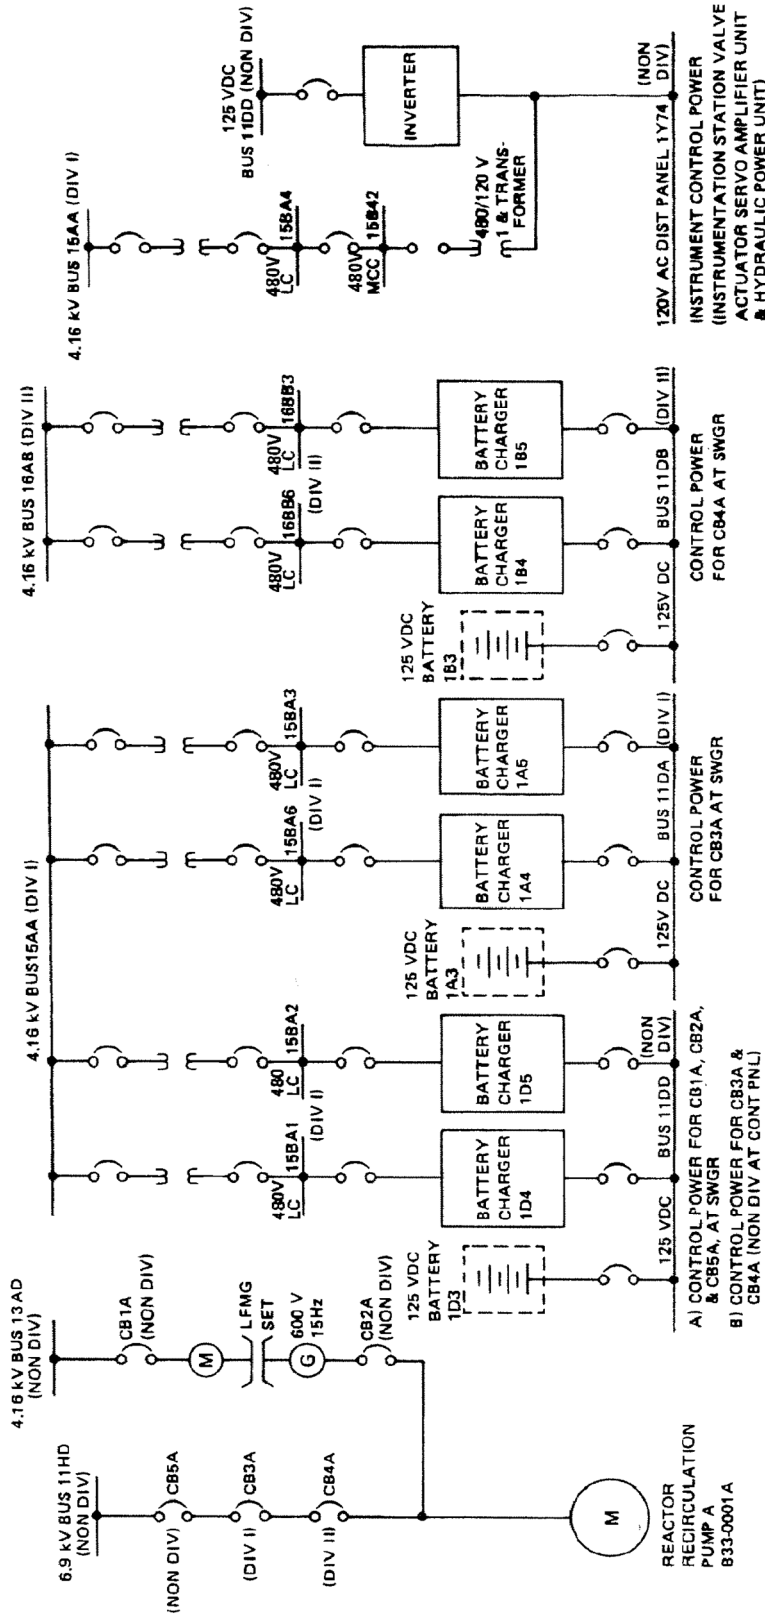 6.9 kV BUS 11HD
(NON DIV)
CB5A
(NON DIV)
CB3A
(DIV I)
CB4A
(DIV II)
M
REACTOR
RECIRCULATION
PUMP A
B33-0001A
4.16 kV BUS 13 AD
(NON DIV)
CB1A
(NON DIV)
M
LFMG
SET
G
600 V
15Hz
CB2A
(NON DIV)
4.16 kV BUS15AA (DIV I)
480V
LC
15BA1
(DIV I)
480
LC
15BA2
125 VDC
BATTERY
1D3
BATTERY
CHARGER
1D4
BATTERY
CHARGER
1D5
125 VDC
BUS 11DD
(NON
DIV)
A) CONTROL POWER FOR CB1A, CB2A,
& CB5A, AT SWGR
B) CONTROL POWER FOR CB3A &
CB4A (NON DIV AT CONT PNL)
480V
LC
15BA6
(DIV I)
480V
LC
15BA3
125 VDC
BATTERY
1A3
BATTERY
CHARGER
1A4
BATTERY
CHARGER
1A5
125V DC
BUS 11DA
(DIV I)
CONTROL POWER
FOR CB3A AT SWGR
4.16 kV BUS 16AB (DIV II)
480V
LC
16BB6
(DIV II)
480V
LC
16BB3
125 VDC
BATTERY
1B3
BATTERY
CHARGER
1B4
BATTERY
CHARGER
1B5
125V DC
BUS 11DB
(DIV II)
CONTROL POWER
FOR CB4A AT SWGR
4.16 kV BUS 15AA (DIV I)
480V
LC
15BA4
480V
MCC
15B42
480/120 V
1 & TRANS-
FORMER
125 VDC
BUS 11DD (NON DIV)
INVERTER
120V AC DIST PANEL 1Y74
(NON
DIV)
INSTRUMENT CONTROL POWER
(INSTRUMENTATION STATION VALVE
ACTUATOR SERVO AMPLIFIER UNIT
& HYDRAULIC POWER UNIT)